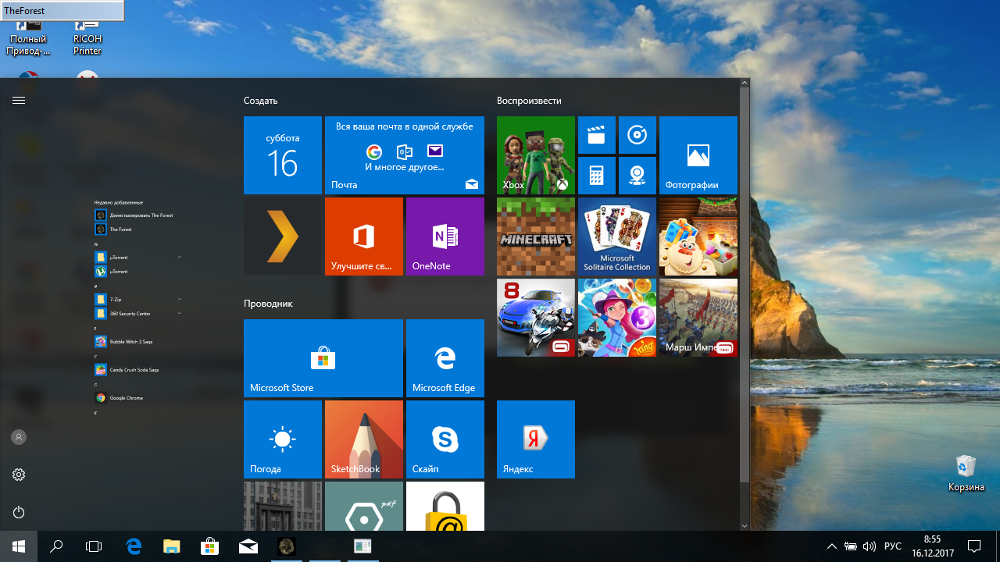 TheForest
Полный
Привод-...
RICOH
Printer
Создать
Воспроизвести
суббота
16
Вся ваша почта в одной службе
И многое другое...
Почта
Xbox
Фотографии
Недавно добавленные
Деинсталлировать The Forest
The Forest
µTorrent
µTorrent
#
7-Zip
360 Security Center
Bubble Witch 3 Saga
C
Candy Crush Soda Saga
G
Google Chrome
Улучшите св...
OneNote
MINECRAFT
Microsoft
Solitaire Collection
8
3
King
Марш Импе
Проводник
Microsoft Store
Microsoft Edge
Погода
SketchBook
Скайп
Я
Яндекс
pdf
@
Корзина
РУС
8:55
16.12.2017